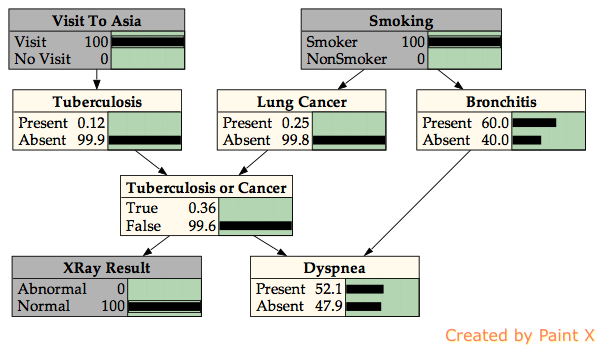 Visit To Asia
Visit 100
No Visit 0
Smoking
Smoker 100
NonSmoker 0
Tuberculosis
Present 0.12
Absent 99.9
Lung Cancer
Present 0.25
Absent 99.8
Bronchitis
Present 60.0
Absent 40.0
Tuberculosis or Cancer
True 0.36
False 99.6
XRay Result
Abnormal 0
Normal 100
Dyspnea
Present 52.1
Absent 47.9
Created by Paint X